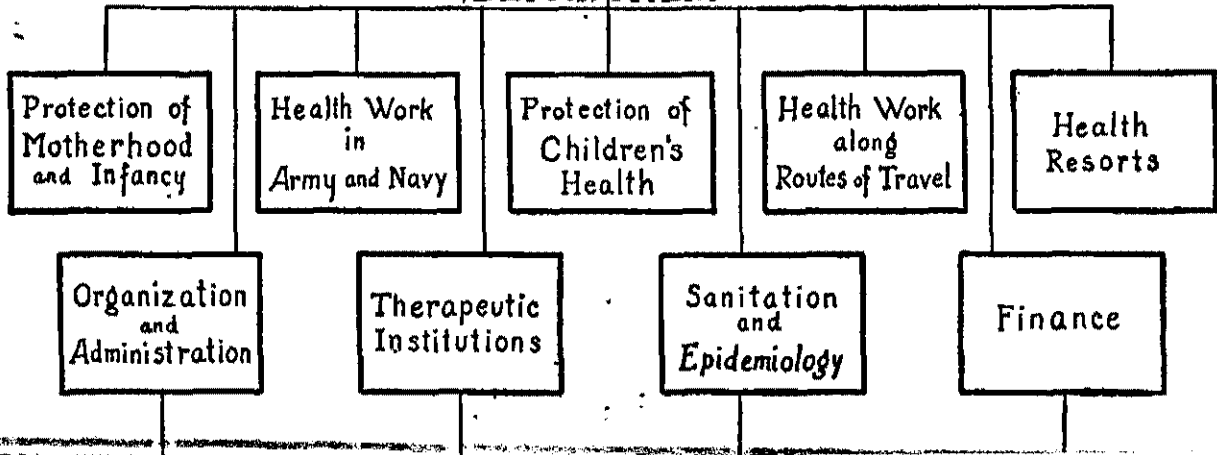 Protection of
Motherhood
and Infancy
Health Work
in
Army and Navy
Protection of
Children's
Health
Health Work
along
Routes of Travel
Health
Resorts
Organization
and
Administration
Therapeutic
Institutions
Sanitation
and
Epidemiology
Finance